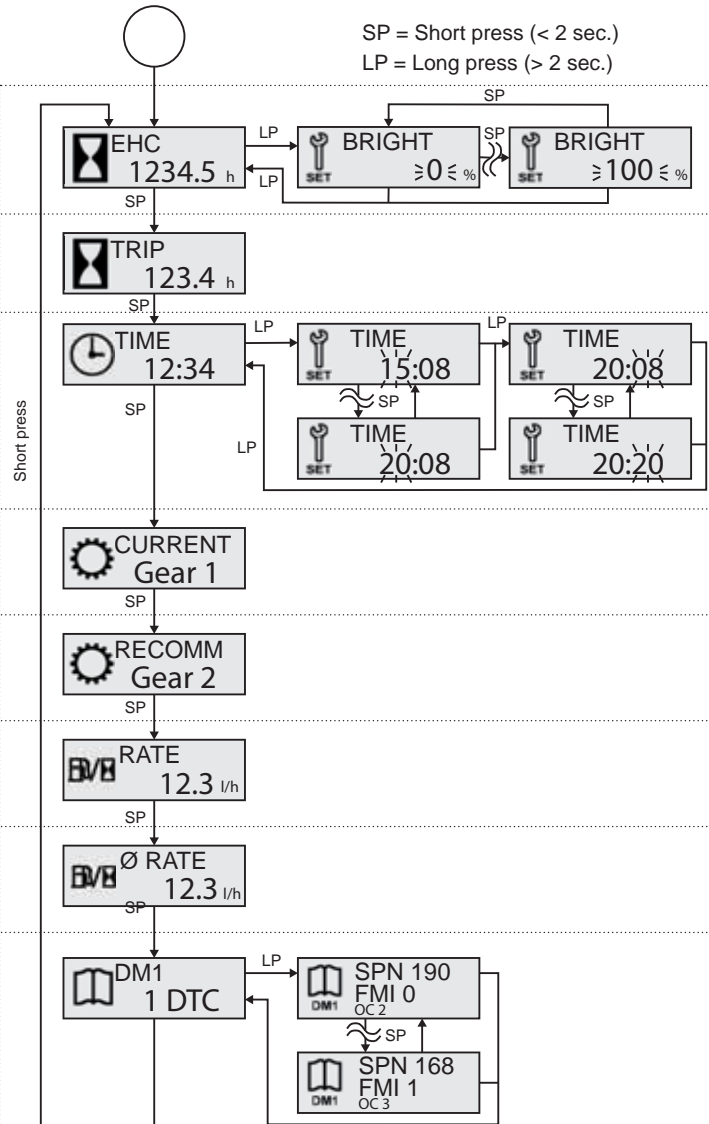 SP = Short press (< 2 sec.)
LP = Long press (> 2 sec.)
SP
EHC
1234.5 h
LP
LP
SET
BRIGHT
0 %
SP
SET
BRIGHT
100 %
SP
TRIP
123.4 h
SP
TIME
12:34
LP
SET
TIME
15:08
LP
SET
TIME
20:08
SP
SP
SP
LP
SET
TIME
20:08
SET
TIME
20:20
Short press
CURRENT
Gear 1
SP
RECOMM
Gear 2
SP
RATE
12.3 l/h
SP
Ø RATE
12.3 l/h
SP
DM1
1 DTC
LP
DM1
SPN 190
FMI 0
OC 2
SP
DM1
SPN 168
FMI 1
OC 3